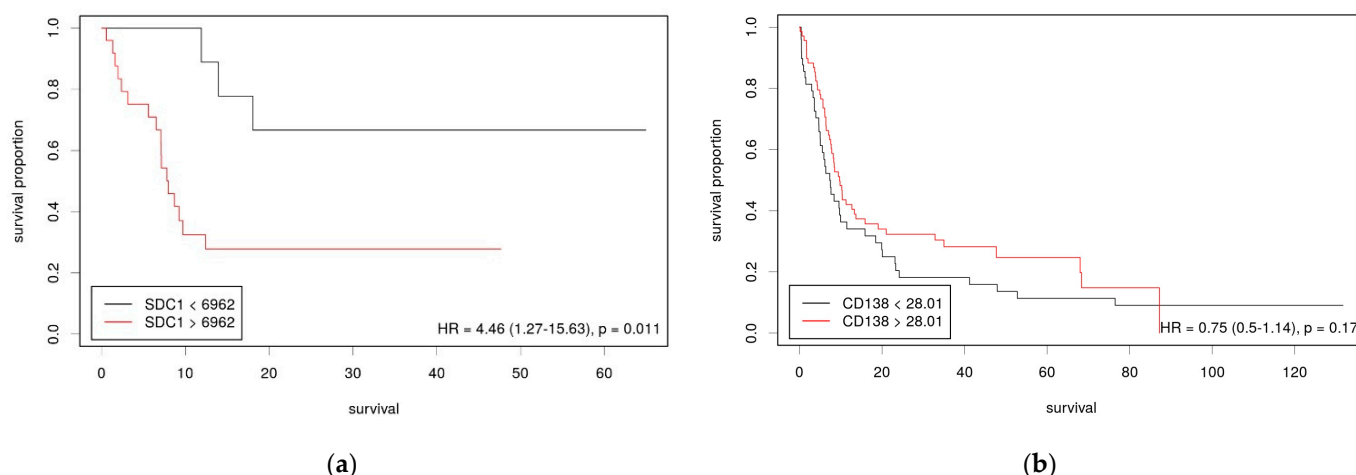 1.0
0.8
0.6
0.4
0.2
0.0
survival proportion
SDC1 < 6962
SDC1 > 6962
HR = 4.46 (1.27-15.63), p = 0.011
0 10 20 30 40 50 60
survival
(a)
1.0
0.8
0.6
0.4
0.2
0.0
survival proportion
CD138 < 28.01
CD138 > 28.01
HR = 0.75 (0.5-1.14), p = 0.17
0 20 40 60 80 100 120
survival
(b)